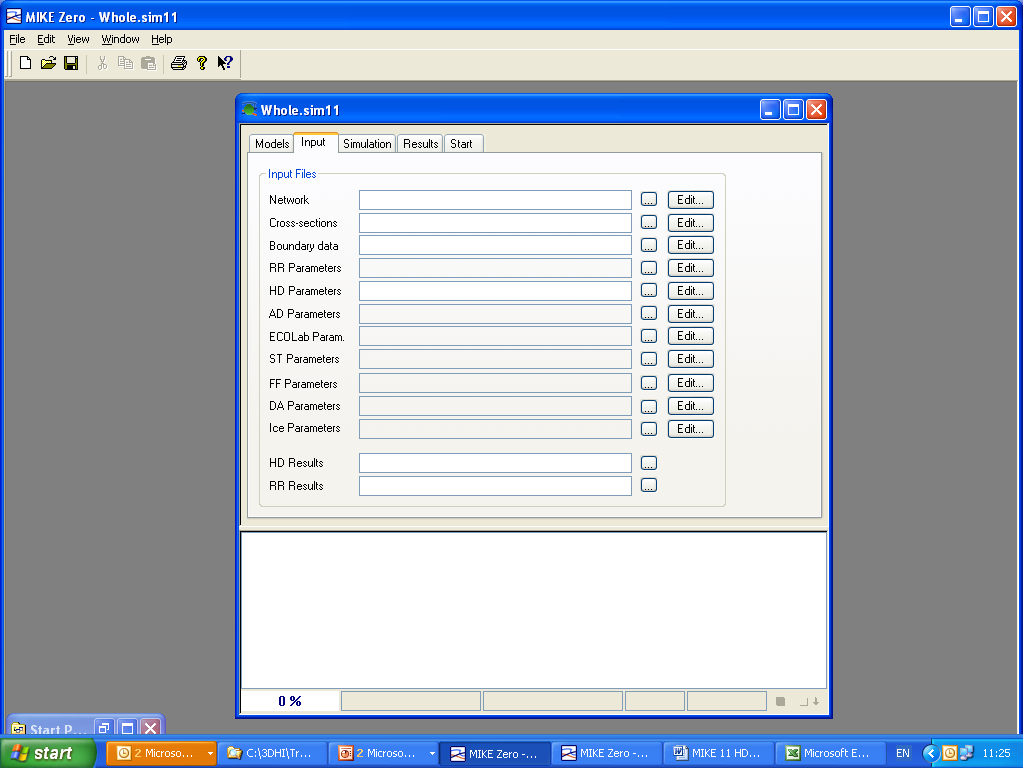 MIKE Zero - Whole.sim11
File Edit View Window Help
Whole.sim11
Models Input Simulation Results Start
Input Files
Network ... Edit...
Cross-sections ... Edit...
Boundary data ... Edit...
RR Parameters ... Edit...
HD Parameters ... Edit...
AD Parameters ... Edit...
ECOLab Param. ... Edit...
ST Parameters ... Edit...
FF Parameters ... Edit...
DA Parameters ... Edit...
Ice Parameters ... Edit...
HD Results ...
RR Results ...
0 %
Start P...
start 2 Microso... C:\3DHI\Tr... 2 Microso... MIKE Zero -... MIKE Zero -... MIKE 11 HD... Microsoft E... EN 11:25